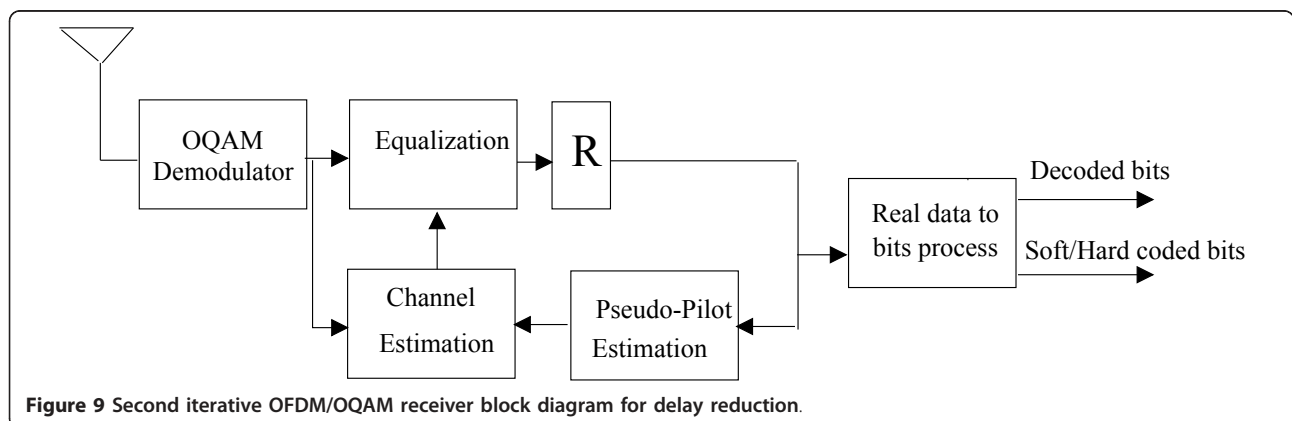 OQAM
Demodulator
Equalization
R
Real data to
bits process
Decoded bits
Soft/Hard coded bits
Channel
Estimation
Pseudo-Pilot
Estimation
Figure 9 Second iterative OFDM/OQAM receiver block diagram for delay reduction.